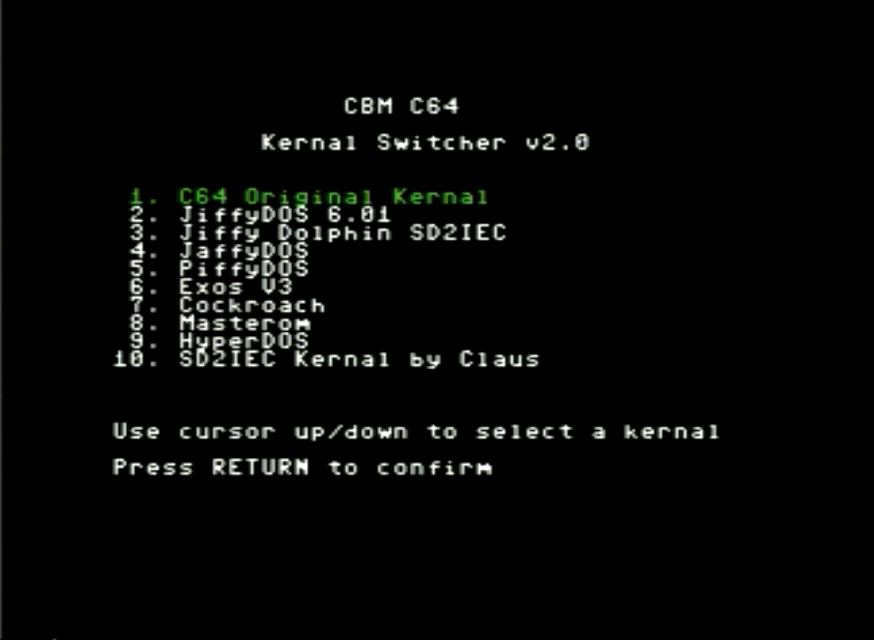 CBM C64
Kernal Switcher v2.0
1. C64 Original Kernal
2. JiffyDOS 6.01
3. Jiffy Dolphin SD2IEC
4. JaffyDOS
5. PiffyDOS
6. Exos V3
7. Cockroach
8. Masterom
9. HyperDOS
10. SD2IEC Kernal by Claus
Use cursor up/down to select a kernal
Press RETURN to confirm